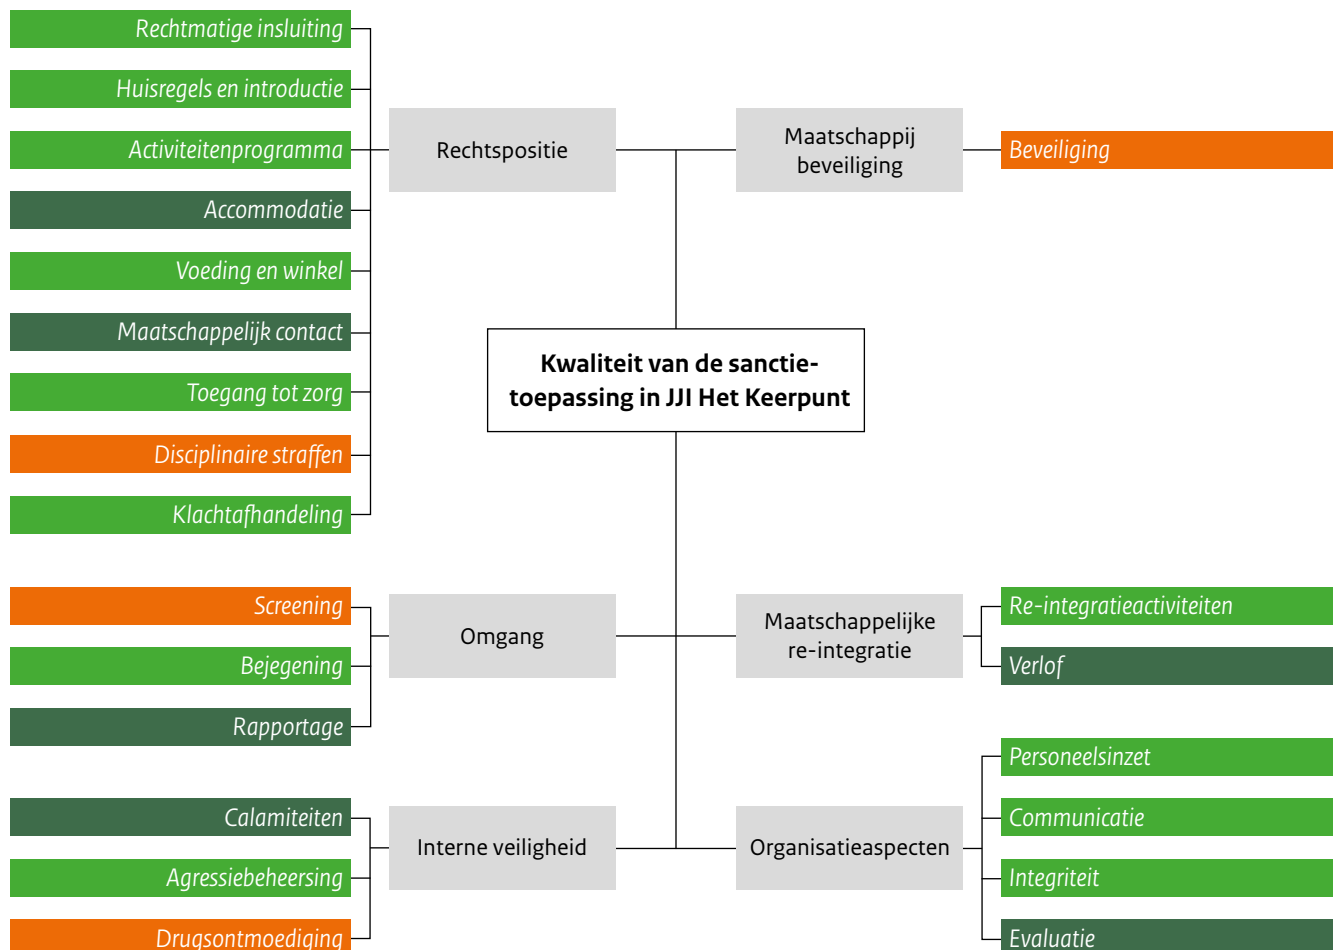 Rechtmatige insluiting
Huisregels en introductie
Activiteitenprogramma
Accommodatie
Voeding en winkel
Maatschappelijk contact
Toegang tot zorg
Disciplinaire straffen
Klachtafhandeling
Rechtspositie
Maatschappij
beveiliging
Beveiliging
Kwaliteit van de sanctie-
toepassing in JJI Het Keerpunt
Screening
Bejegening
Rapportage
Omgang
Maatschappelijke
re-integratie
Re-integratieactiviteiten
Verlof
Calamiteiten
Agressiebeheersing
Drugsontmoediging
Interne veiligheid
Organisatieaspecten
Personeelsinzet
Communicatie
Integriteit
Evaluatie